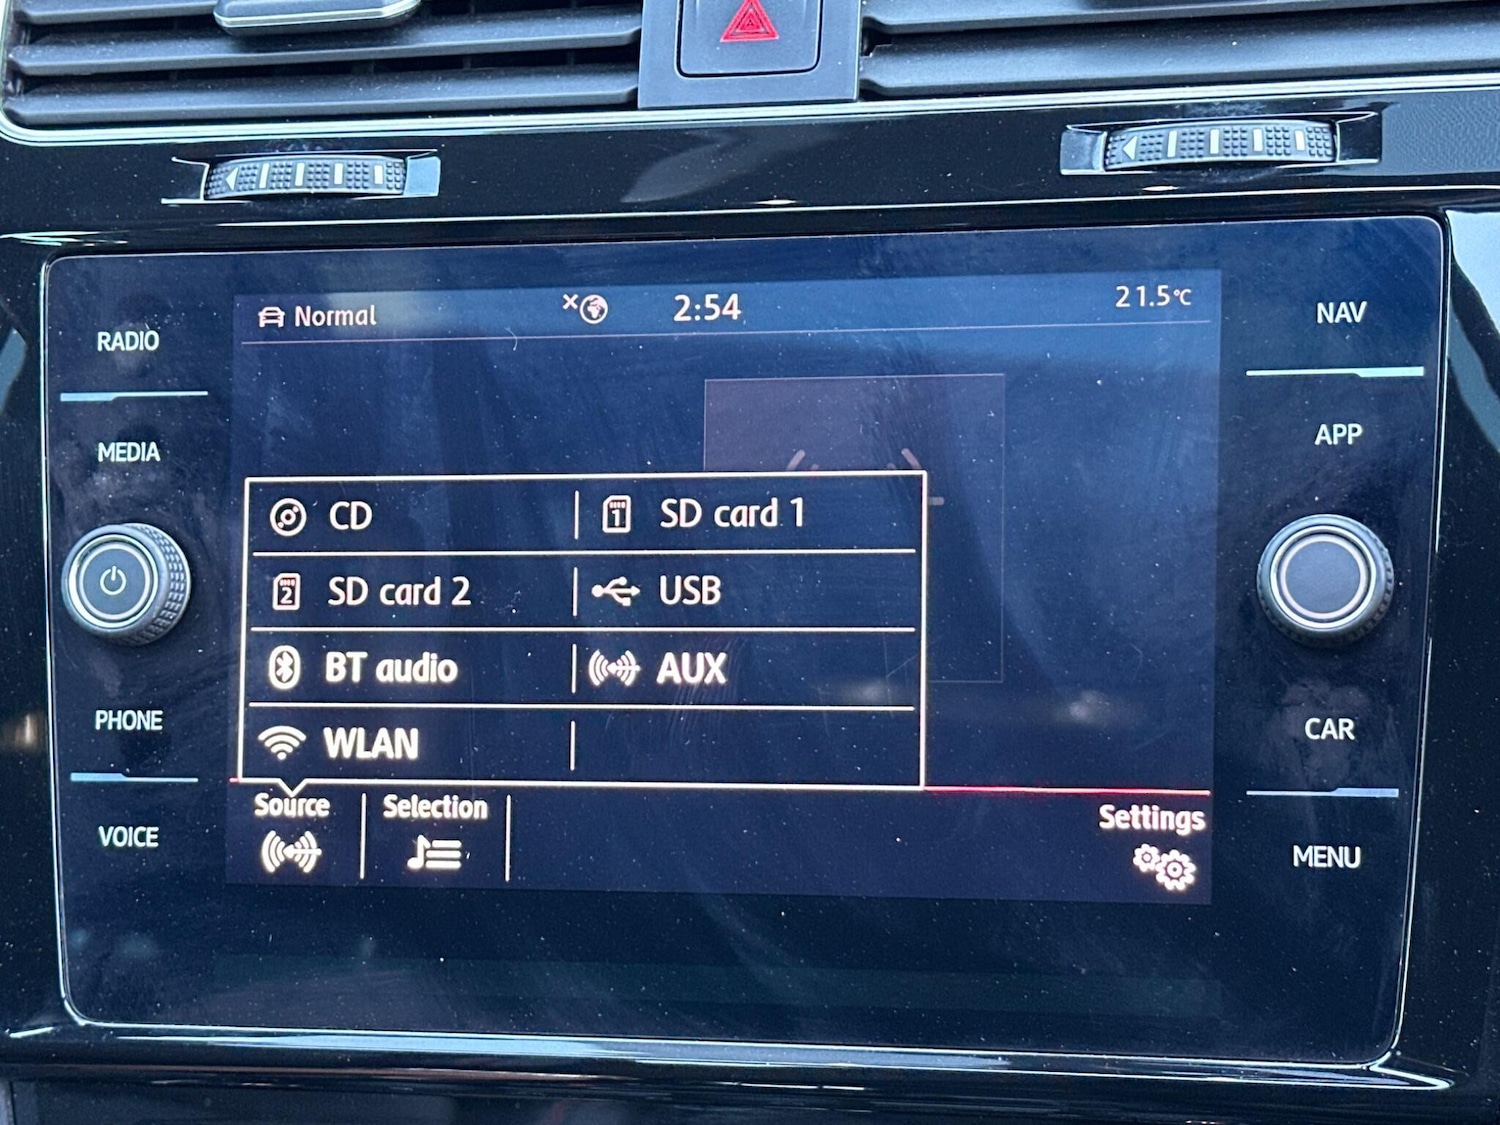 Normal 2:54 21.5°C
RADIO
MEDIA
PHONE
VOICE
CD
SD card 1
SD card 2
USB
BT audio
AUX
WLAN
Source
Selection
Settings
NAV
APP
CAR
MENU